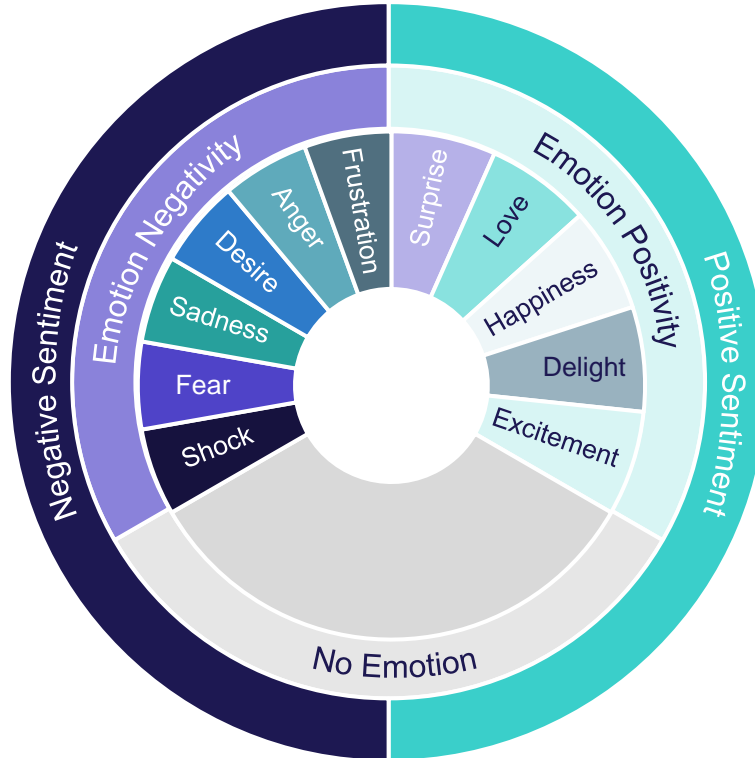 Negative Sentiment
Positive Sentiment
Emotion Negativity
Emotion Positivity
No Emotion
Shock
Fear
Sadness
Desire
Anger
Frustration
Surprise
Love
Happiness
Delight
Excitement